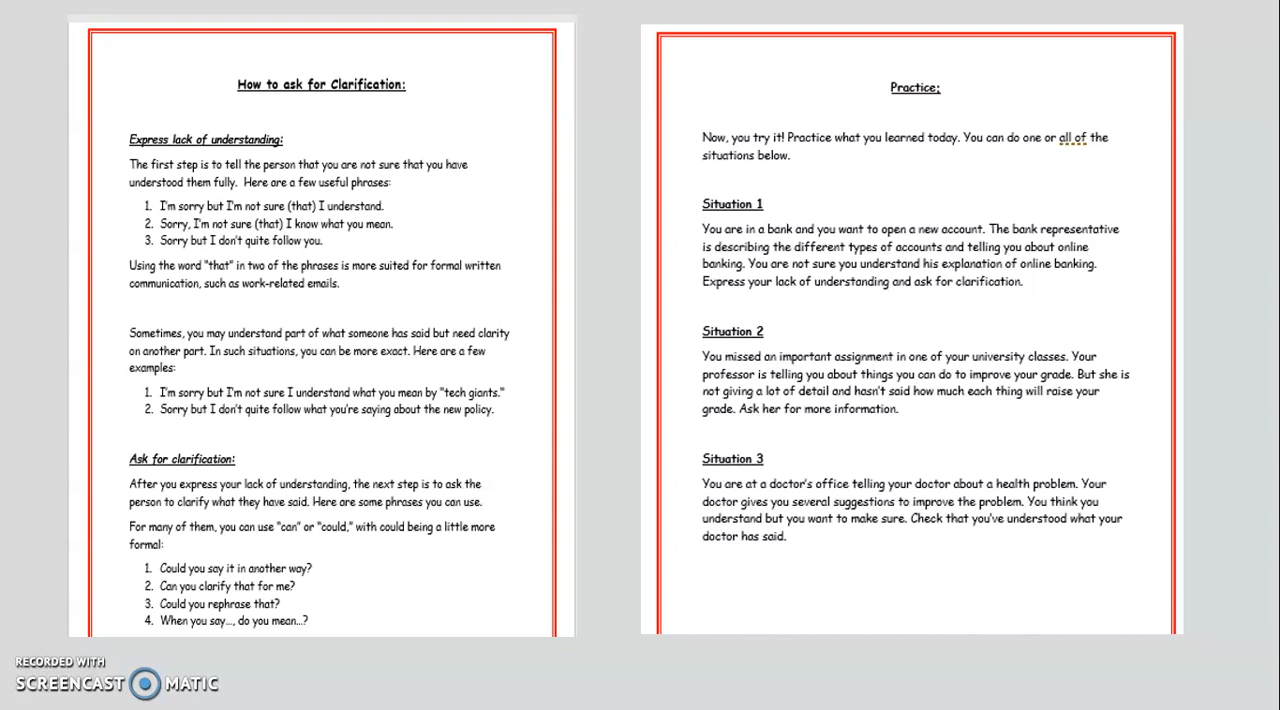 How to ask for Clarification:
Express lack of understanding:
The first step is to tell the person that you are not sure that you have
understood them fully. Here are a few useful phrases:
1. I'm sorry but I'm not sure (that) I understand.
2. Sorry, I'm not sure (that) I know what you mean.
3. Sorry but I don't quite follow you.
Using the word "that" in two of the phrases is more suited for formal written
communication, such as work-related emails.
Sometimes, you may understand part of what someone has said but need clarity
on another part. In such situations, you can be more exact. Here are a few
examples:
1. I'm sorry but I'm not sure I understand what you mean by "tech giants."
2. Sorry but I don't quite follow what you're saying about the new policy.
Ask for clarification:
After you express your lack of understanding, the next step is to ask the
person to clarify what they have said. Here are some phrases you can use.
For many of them, you can use "can" or "could," with could being a little more
formal:
1. Could you say it in another way?
2. Can you clarify that for me?
3. Could you rephrase that?
4. When you say..., do you mean...?
Practice:
Now, you try it! Practice what you learned today. You can do one or all of the
situations below.
Situation 1
You are in a bank and you want to open a new account. The bank representative
is describing the different types of accounts and telling you about online
banking. You are not sure you understand his explanation of online banking.
Express your lack of understanding and ask for clarification.
Situation 2
You missed an important assignment in one of your university classes. Your
professor is telling you about things you can do to improve your grade. But she is
not giving a lot of detail and hasn't said how much each thing will raise your
grade. Ask her for more information.
Situation 3
You are at a doctor's office telling your doctor about a health problem. Your
doctor gives you several suggestions to improve the problem. You think you
understand but you want to make sure. Check that you've understood what your
doctor has said.
RECORDED WITH
SCREENCAST MATIC